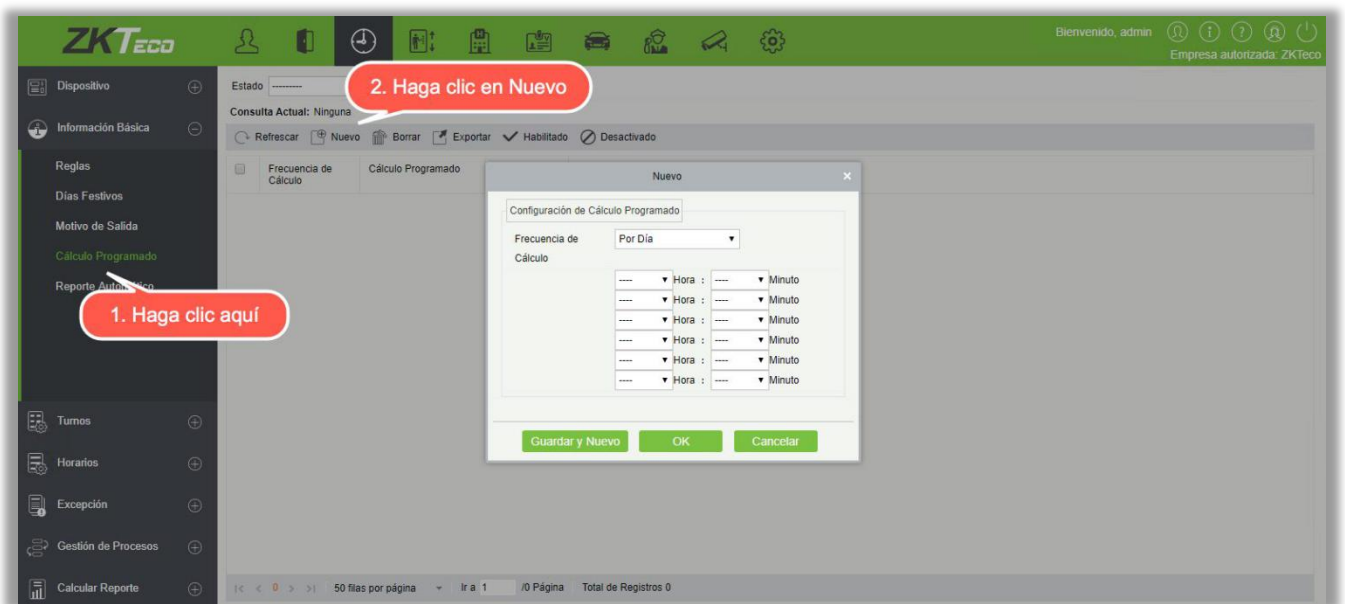 ZKTECO
Bienvenido, admin
Empresa autorizada: ZKTeco
Dispositivo
Información Básica
Reglas
Días Festivos
Motivo de Salida
Cálculo Programado
Reporte
1. Haga clic aquí
Turnos
Horarios
Excepción
Gestión de Procesos
Calcular Reporte
Estado ---------
2. Haga clic en Nuevo
Consulta Actual: Ninguna
Refrescar Nuevo Borrar Exportar Habilitado Desactivado
Frecuencia de
Cálculo
Cálculo Programado
Nuevo
Configuración de Cálculo Programado
Frecuencia de
Cálculo
Por Día
---- Hora : ---- Minuto
---- Hora : ---- Minuto
---- Hora : ---- Minuto
---- Hora : ---- Minuto
---- Hora : ---- Minuto
---- Hora : ---- Minuto
Guardar y Nuevo OK Cancelar
|< < 0 > >| 50 filas por página Ir a 1 /0 Página Total de Registros 0